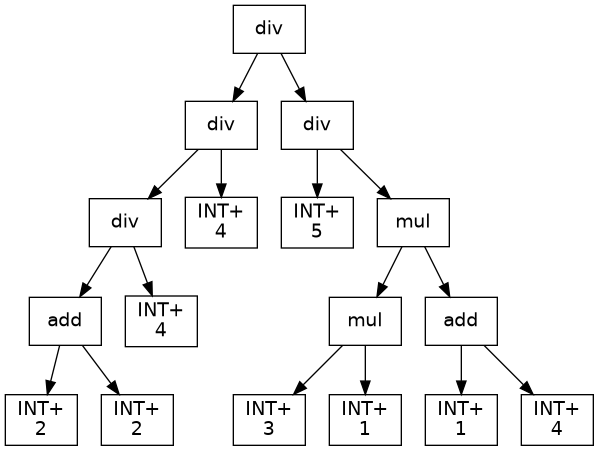 div
div
div
div
INT+
4
INT+
5
mul
add
INT+
4
mul
add
INT+
2
INT+
2
INT+
3
INT+
1
INT+
1
INT+
4